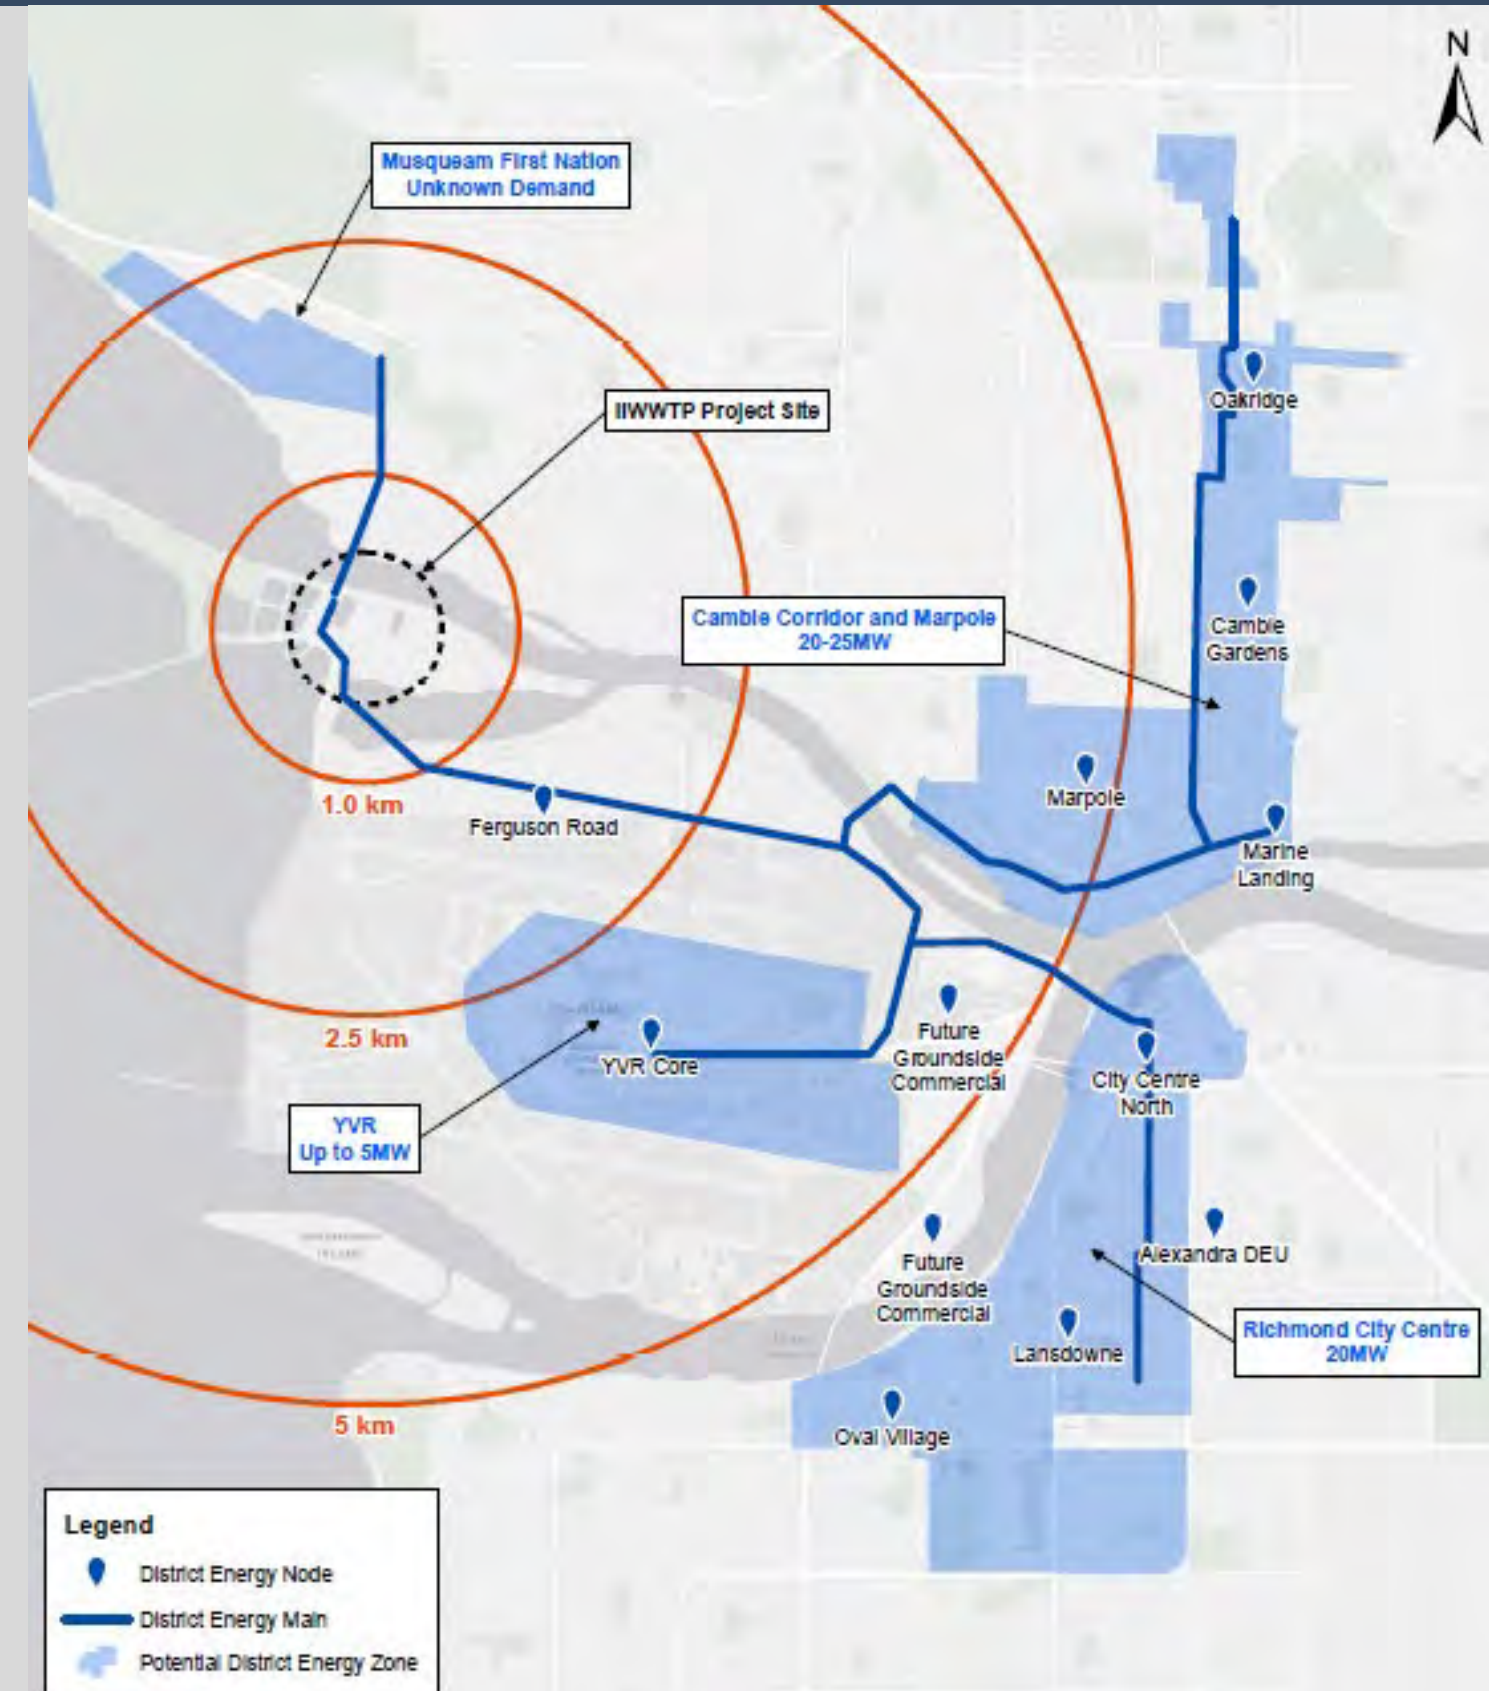 N
Musqueam First Nation
Unknown Demand
IIWWTP Project Site
Oakridge
Cambie Corridor and Marpole
20-25MW
Cambie
Gardens
Marpole
1.0 km
Ferguson Road
Marine
Landing
2.5 km
YVR Core
Future
Groundside
Commercial
City Centre
North
YVR
Up to 5MW
Alexandra DEU
Future
Groundside
Commercial
Lansdowne
Richmond City Centre
20MW
5 km
Oval Village
Legend
District Energy Node
District Energy Main
Potential District Energy Zone